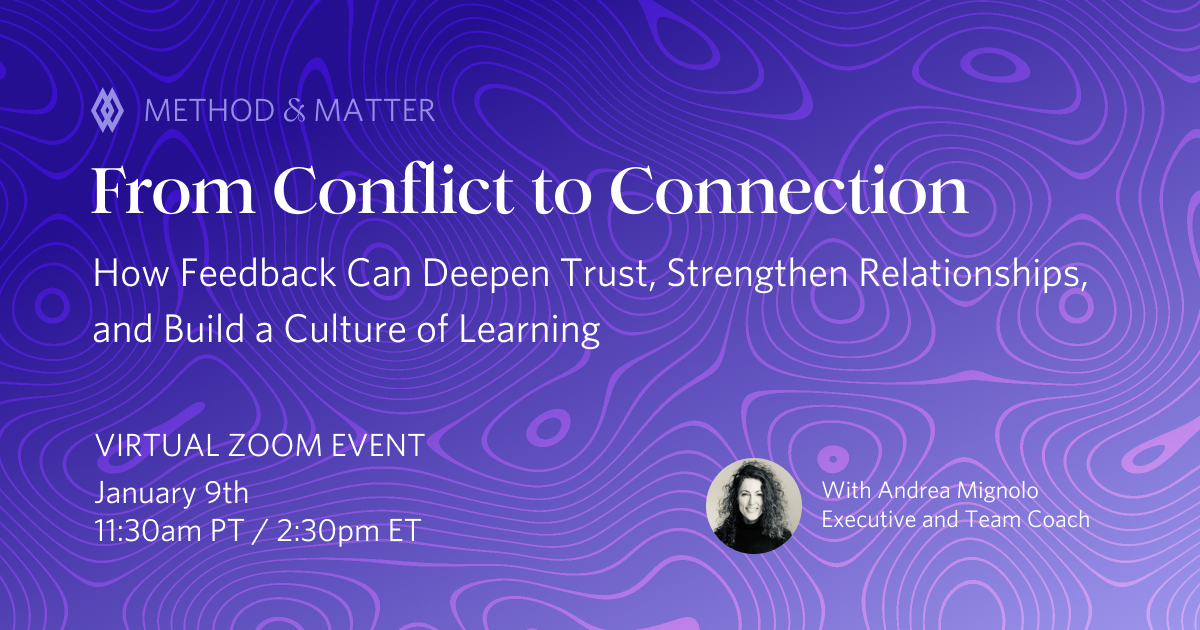 METHOD & MATTER
From Conflict to Connection
How Feedback Can Deepen Trust, Strengthen Relationships,
and Build a Culture of Learning
VIRTUAL ZOOM EVENT
January 9th
11:30am PT / 2:30pm ET
With Andrea Mignolo
Executive and Team Coach